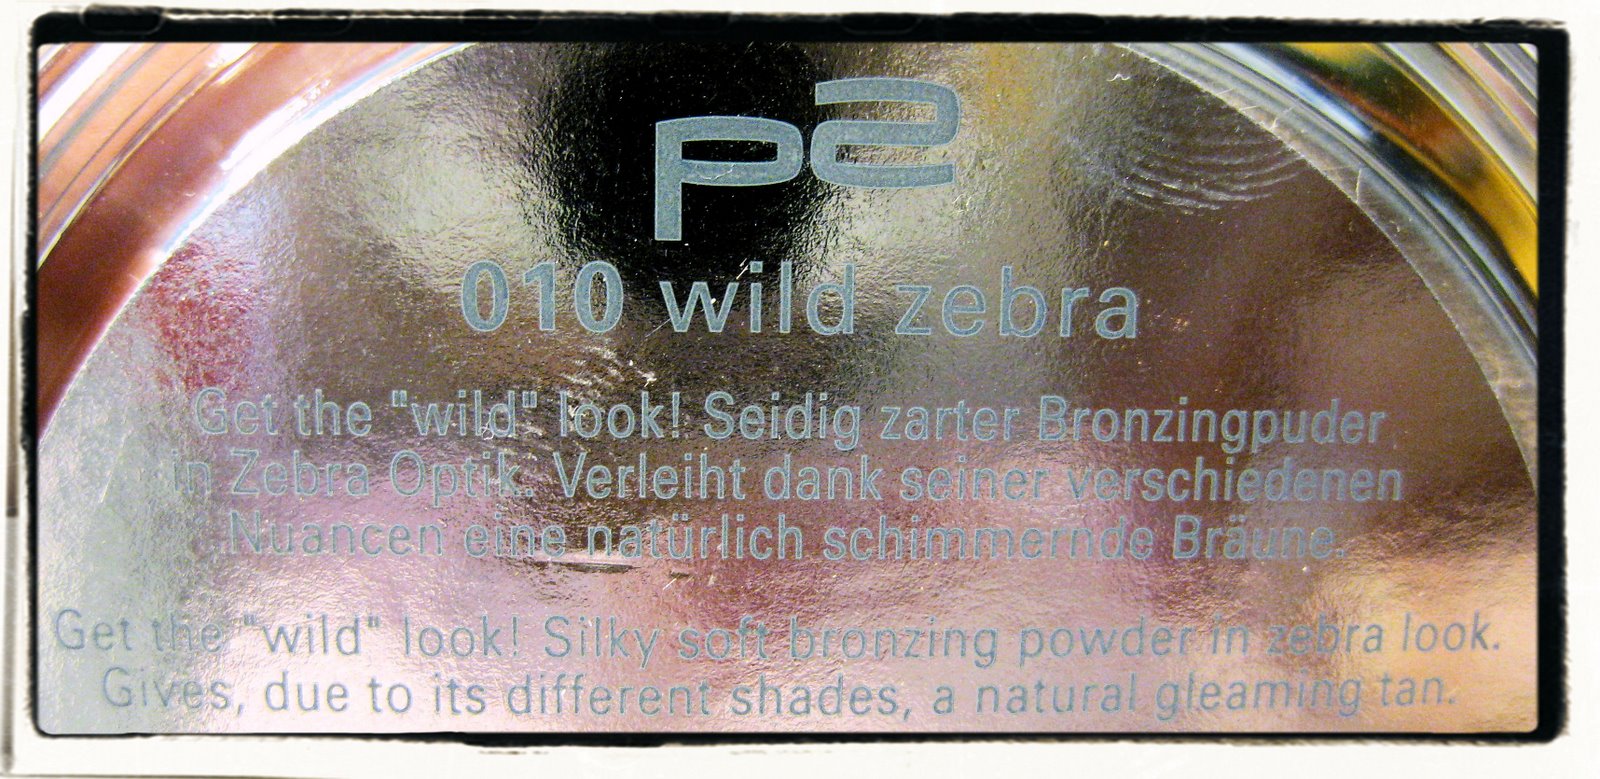 p2
010 wild zebra
Get the "wild" look! Seidig zarter Bronzingpuder
in Zebra Optik. Verleiht dank seiner verschiedenen
Nuancen eine natürlich schimmernde Bräune.
Get the "wild" look! Silky soft bronzing powder in zebra look.
Gives, due to its different shades, a natural gleaming tan.